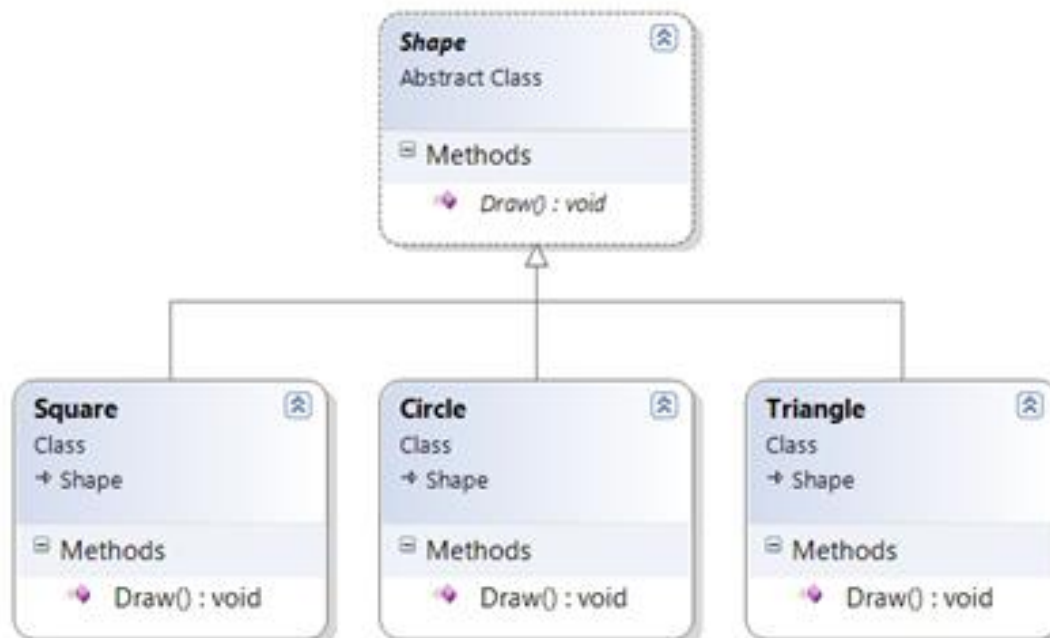 Shape
Abstract Class
Methods
Draw() : void
Square
Class
Shape
Methods
Draw() : void
Circle
Class
Shape
Methods
Draw() : void
Triangle
Class
Shape
Methods
Draw() : void